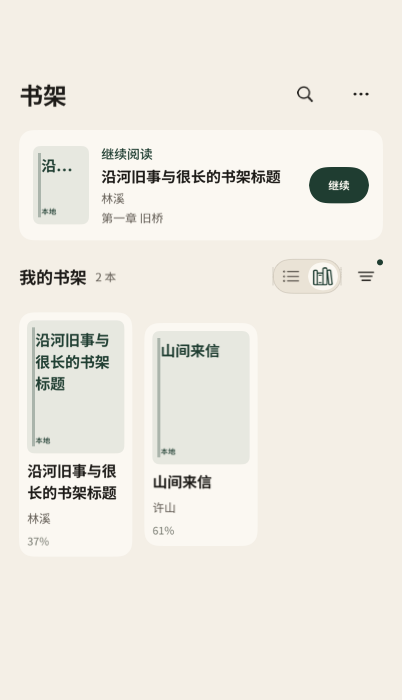 书架
沿...
本地
继续阅读
沿河旧事与很长的书架标题
林溪
第一章 旧桥
继续
我的书架 2 本
沿河旧事与
很长的书架
标题
本地
沿河旧事与很
长的书架标题
林溪
37%
山间来信
本地
山间来信
许山
61%